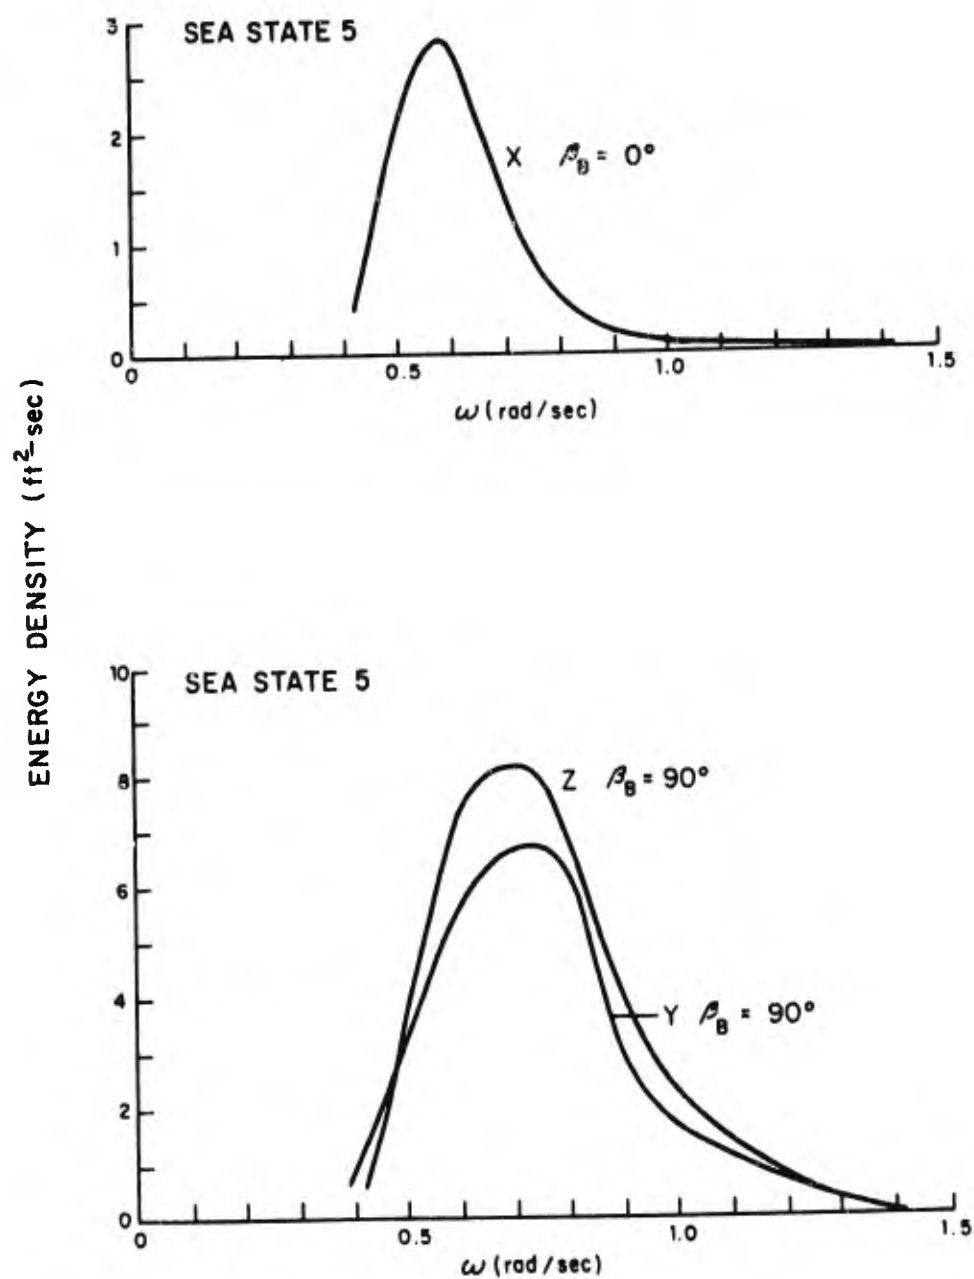 SEA STATE 5
3
2
1
0
X β_B = 0°
0 0.5 1.0 1.5
ω (rad/sec)
ENERGY DENSITY (ft²-sec)
SEA STATE 5
10
8
6
4
2
0
Z β_B = 90°
Y β_B = 90°
0 0.5 1.0 1.5
ω (rad/sec)